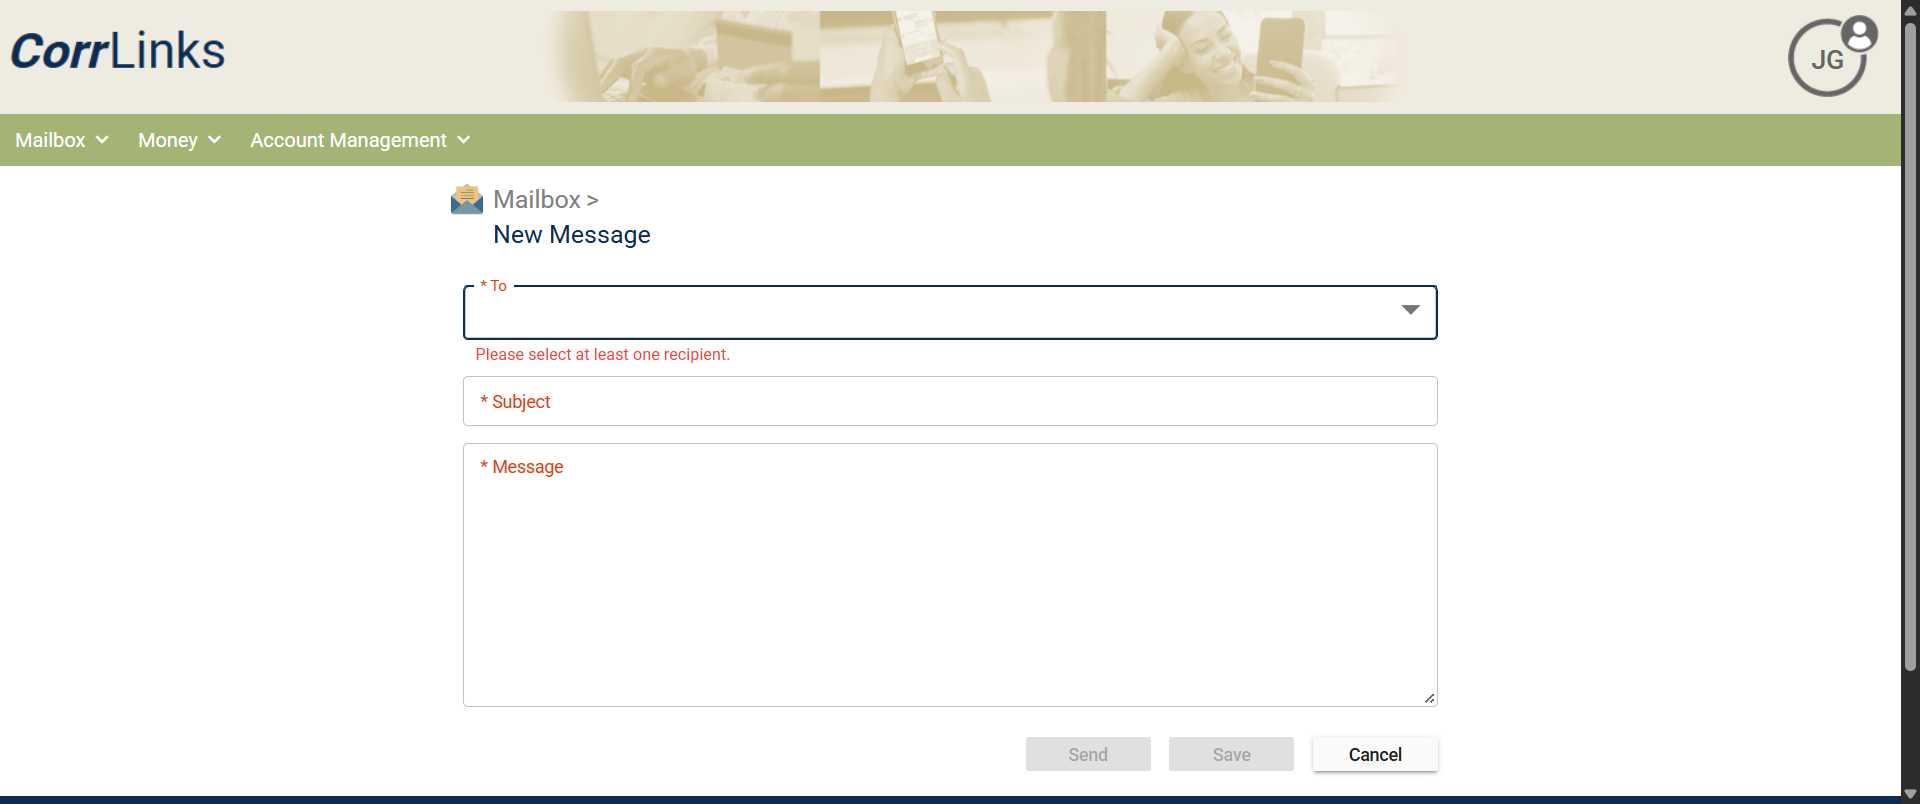 CorrLinks
JG
Mailbox
Money
Account Management
Mailbox >
New Message
* To
Please select at least one recipient.
* Subject
* Message
Send
Save
Cancel